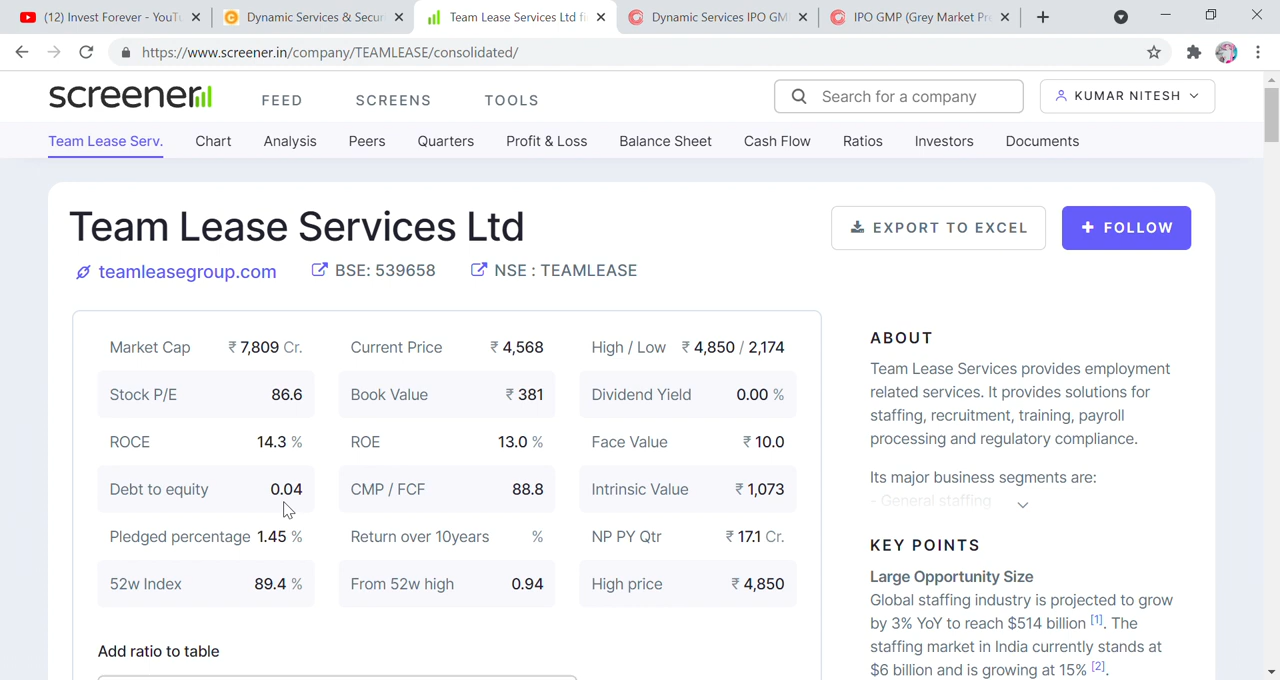 (12) Invest Forever - YouTu
Dynamic Services & Secur
Team Lease Services Ltd fi
Dynamic Services IPO GM
IPO GMP (Grey Market Pr
https://www.screener.in/company/TEAMLEASE/consolidated/
screener
FEED
SCREENS
TOOLS
Search for a company
KUMAR NITESH
Team Lease Serv.
Chart
Analysis
Peers
Quarters
Profit & Loss
Balance Sheet
Cash Flow
Ratios
Investors
Documents
Team Lease Services Ltd
EXPORT TO EXCEL
+ FOLLOW
teamleasegroup.com
BSE: 539658
NSE : TEAMLEASE
Market Cap ₹ 7,809 Cr.
Current Price ₹ 4,568
High / Low ₹ 4,850 / 2,174
Stock P/E 86.6
Book Value ₹ 381
Dividend Yield 0.00 %
ROCE 14.3 %
ROE 13.0 %
Face Value ₹ 10.0
Debt to equity 0.04
CMP / FCF 88.8
Intrinsic Value ₹ 1,073
Pledged percentage 1.45 %
Return over 10years %
NP PY Qtr ₹ 17.1 Cr.
52w Index 89.4 %
From 52w high 0.94
High price ₹ 4,850
Add ratio to table
ABOUT
Team Lease Services provides employment
related services. It provides solutions for
staffing, recruitment, training, payroll
processing and regulatory compliance.
Its major business segments are:
- General staffing
KEY POINTS
Large Opportunity Size
Global staffing industry is projected to grow
by 3% YoY to reach $514 billion [1]. The
staffing market in India currently stands at
$6 billion and is growing at 15% [2].